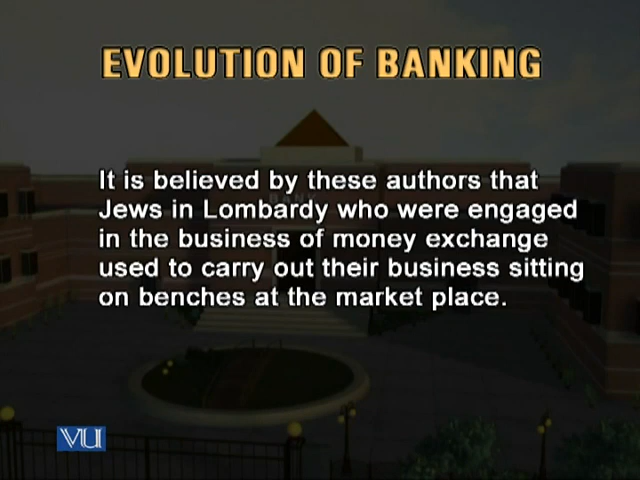 EVOLUTION OF BANKING
It is believed by these authors that
Jews in Lombardy who were engaged
in the business of money exchange
used to carry out their business sitting
on benches at the market place.
VU